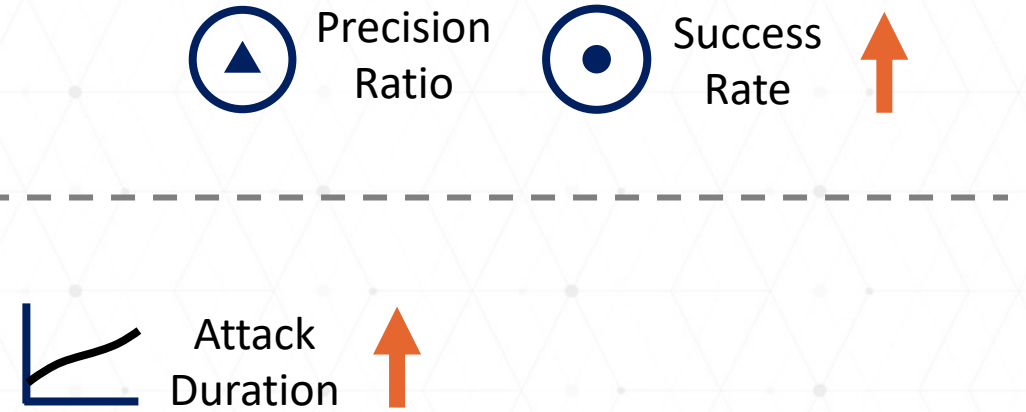 Precision
Ratio
Success
Rate
Attack
Duration